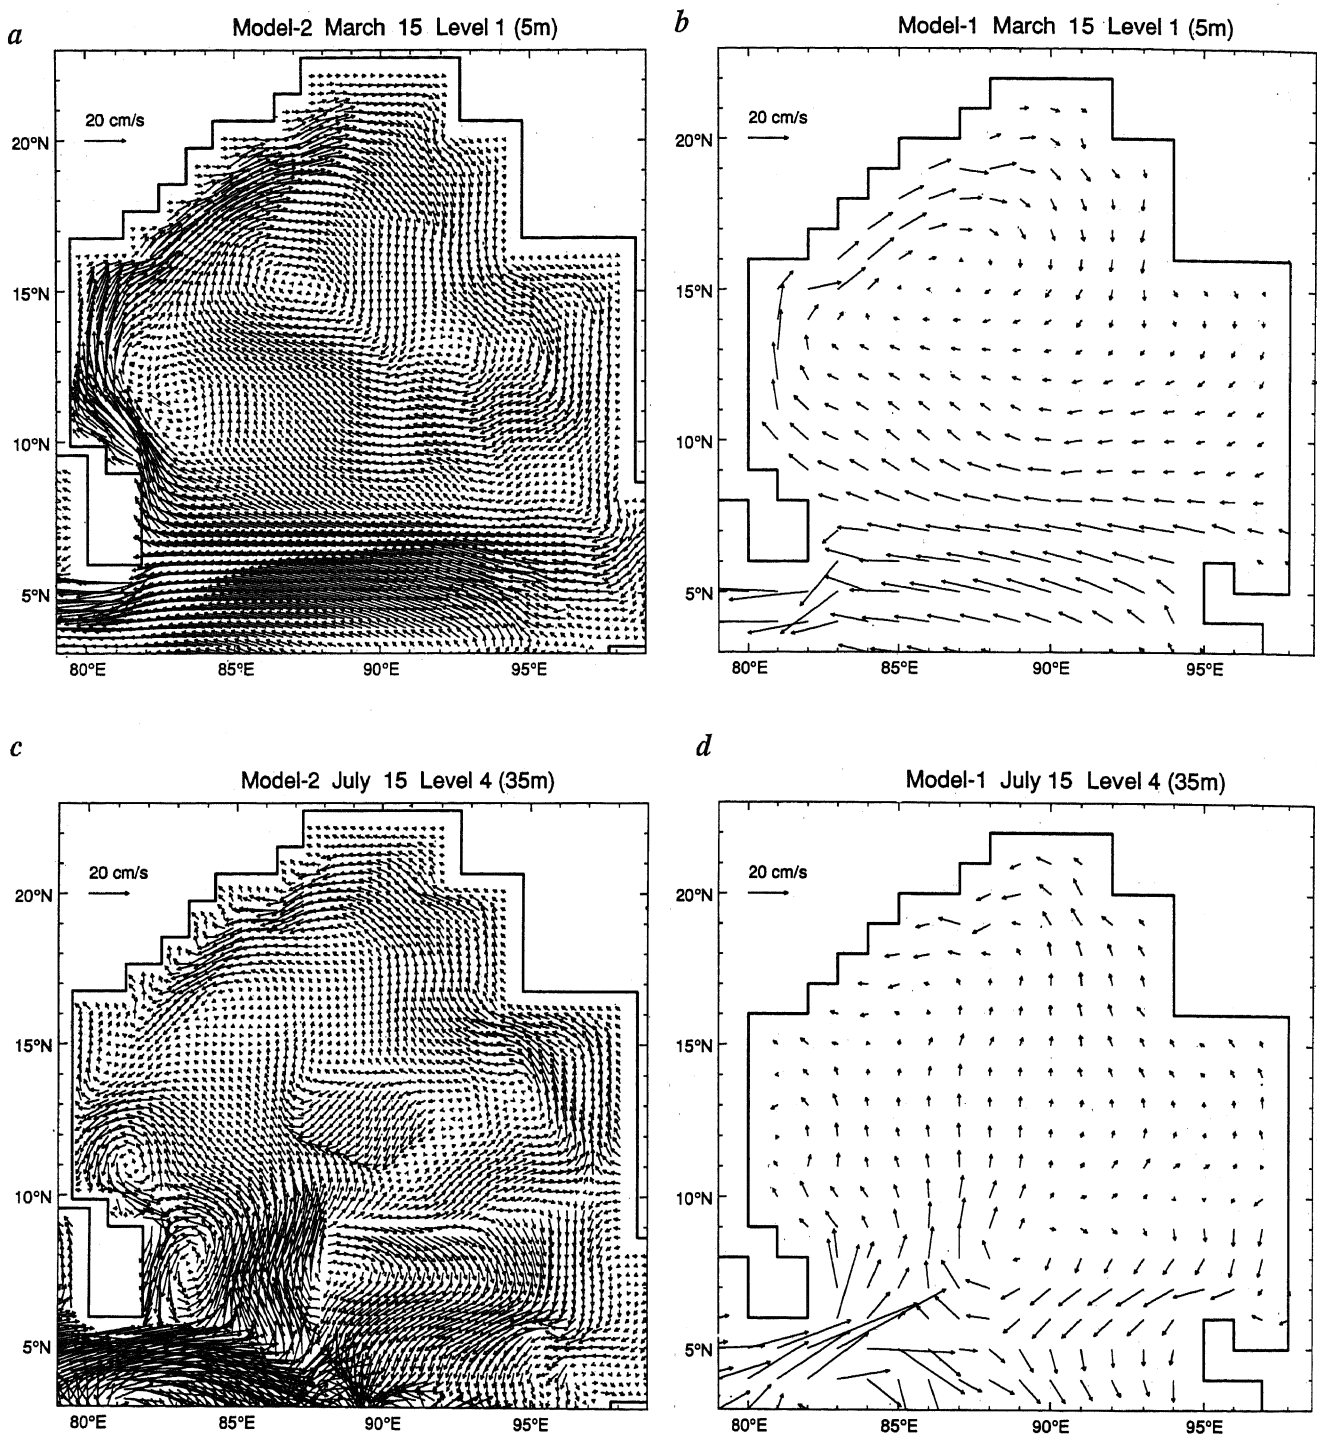 a
Model-2 March 15 Level 1 (5m)
20 cm/s
20°N
15°N
10°N
5°N
80°E 85°E 90°E 95°E
b
Model-1 March 15 Level 1 (5m)
20 cm/s
20°N
15°N
10°N
5°N
80°E 85°E 90°E 95°E
c
Model-2 July 15 Level 4 (35m)
20 cm/s
20°N
15°N
10°N
5°N
80°E 85°E 90°E 95°E
d
Model-1 July 15 Level 4 (35m)
20 cm/s
20°N
15°N
10°N
5°N
80°E 85°E 90°E 95°E